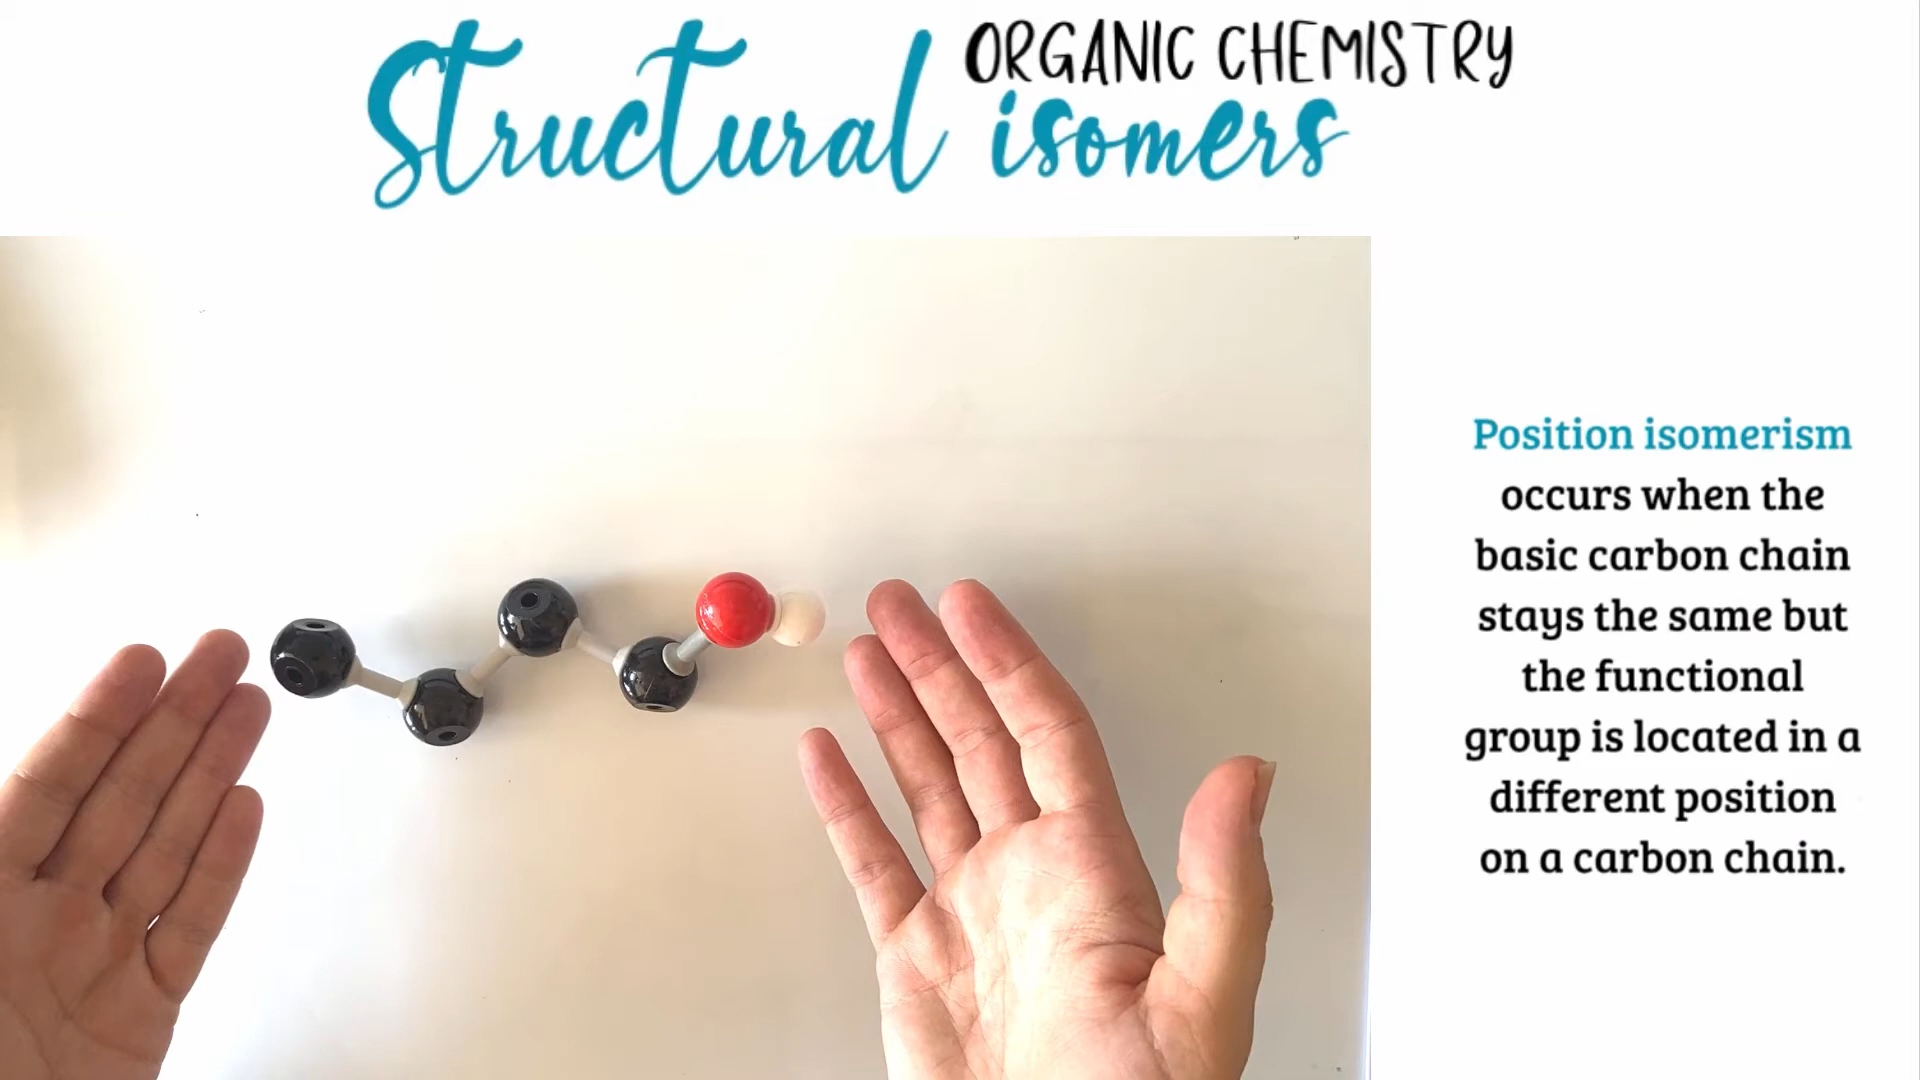 ORGANIC CHEMISTRY
Structural isomers
Position isomerism
occurs when the
basic carbon chain
stays the same but
the functional
group is located in a
different position
on a carbon chain.